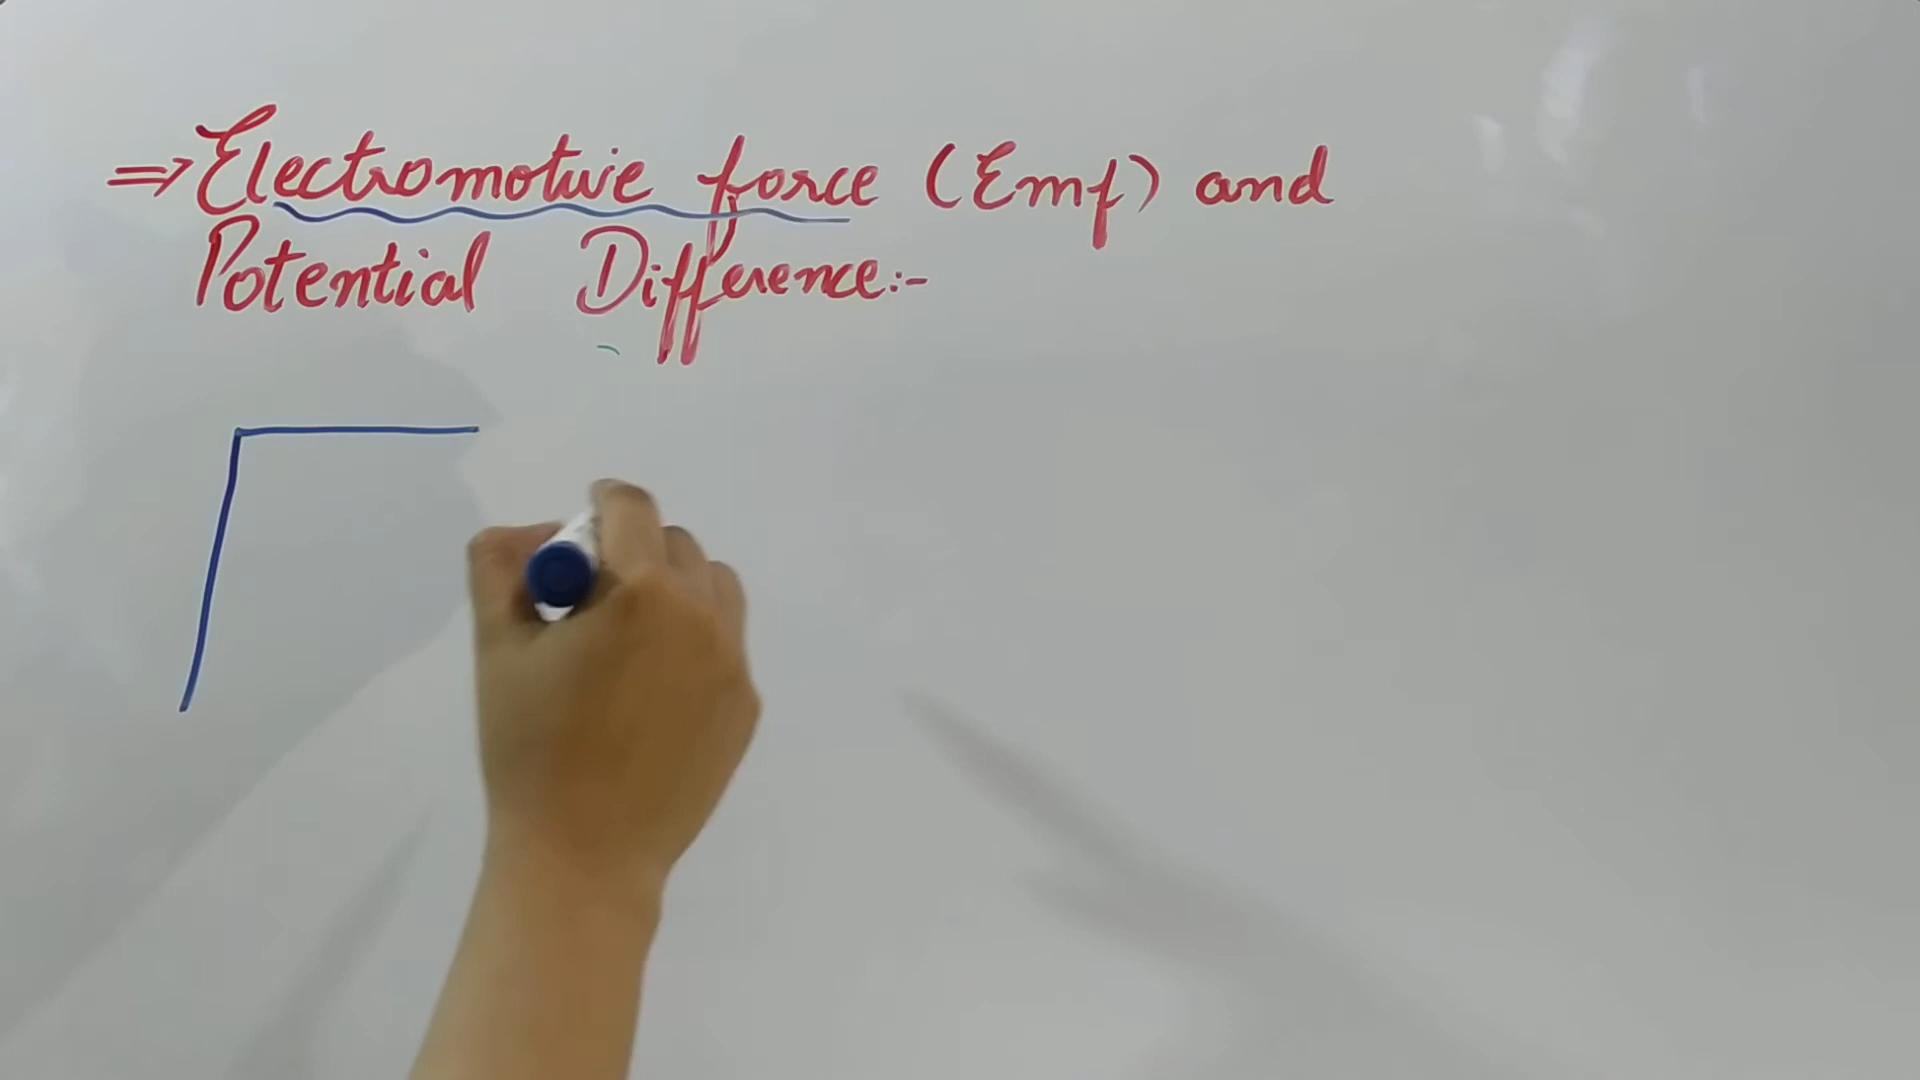 ⇒ Electromotive force (Emf) and
Potential Difference:-